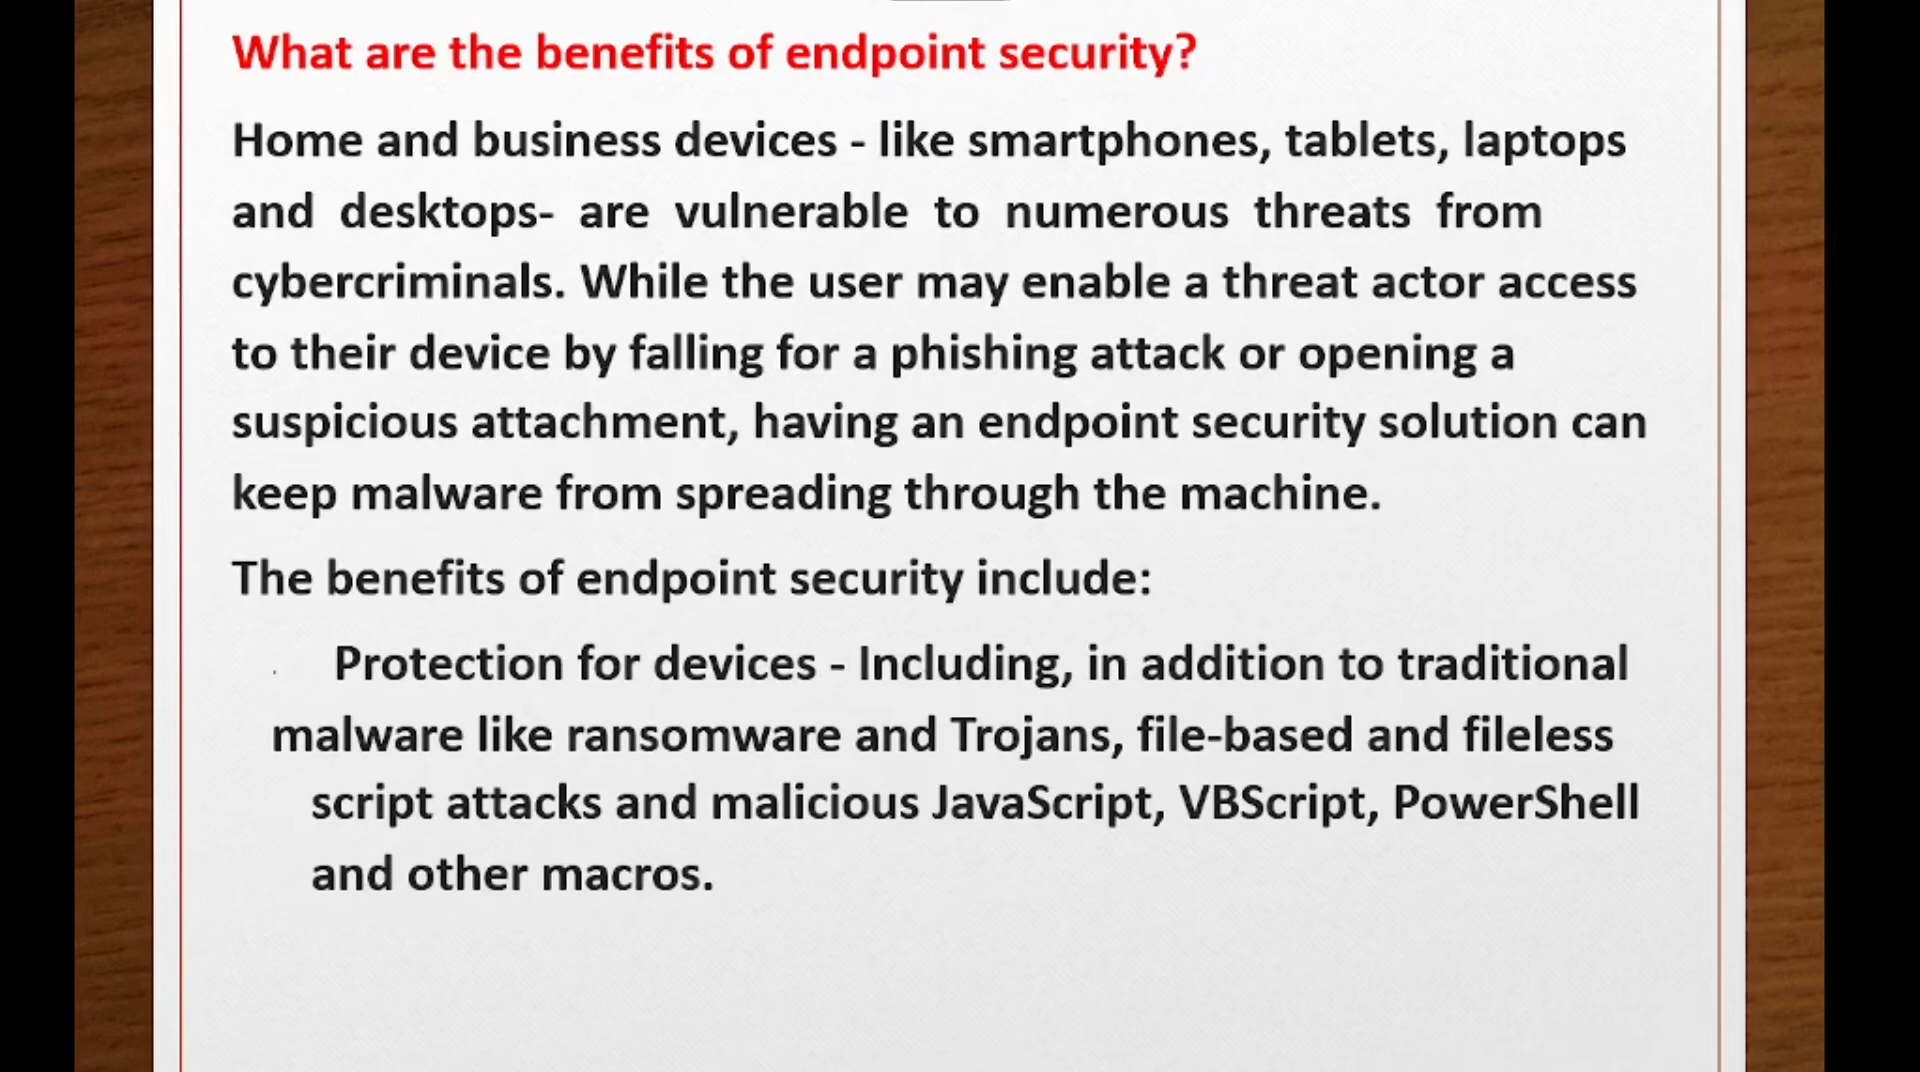 What are the benefits of endpoint security?
Home and business devices - like smartphones, tablets, laptops
and desktops- are vulnerable to numerous threats from
cybercriminals. While the user may enable a threat actor access
to their device by falling for a phishing attack or opening a
suspicious attachment, having an endpoint security solution can
keep malware from spreading through the machine.
The benefits of endpoint security include:
· Protection for devices - Including, in addition to traditional
malware like ransomware and Trojans, file-based and fileless
script attacks and malicious JavaScript, VBScript, PowerShell
and other macros.